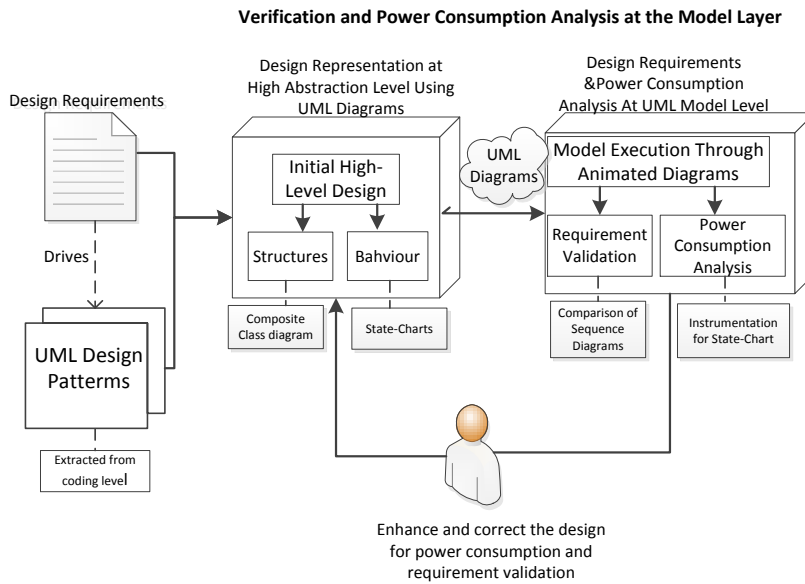 Verification and Power Consumption Analysis at the Model Layer
Design Requirements
Drives
UML Design
Patterms
Extracted from
coding level
Design Representation at
High Abstraction Level Using
UML Diagrams
Initial High-
Level Design
Structures
Bahviour
Composite
Class diagram
State-Charts
UML
Diagrams
Design Requirements
&Power Consumption
Analysis At UML Model Level
Model Execution Through
Animated Diagrams
Requirement
Validation
Power
Consumption
Analysis
Comparison of
Sequence
Diagrams
Instrumentation
for State-Chart
Enhance and correct the design
for power consumption and
requirement validation